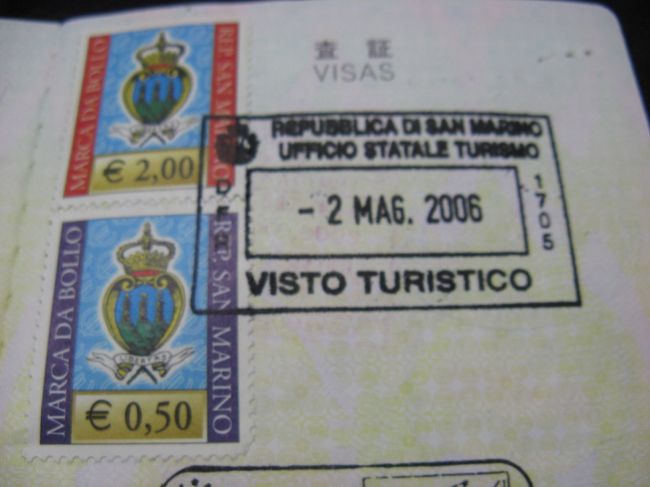 査証
VISAS
MARCA DA BOLLO
REP. SAN MARINO
€ 2,00
REPUBBLICA DI SAN MARINO
UFFICIO STATALE TURISMO
- 2 MAG. 2006
1705
VISTO TURISTICO
MARCA DA BOLLO
REP. SAN MARINO
LIBERTAS
€ 0,50